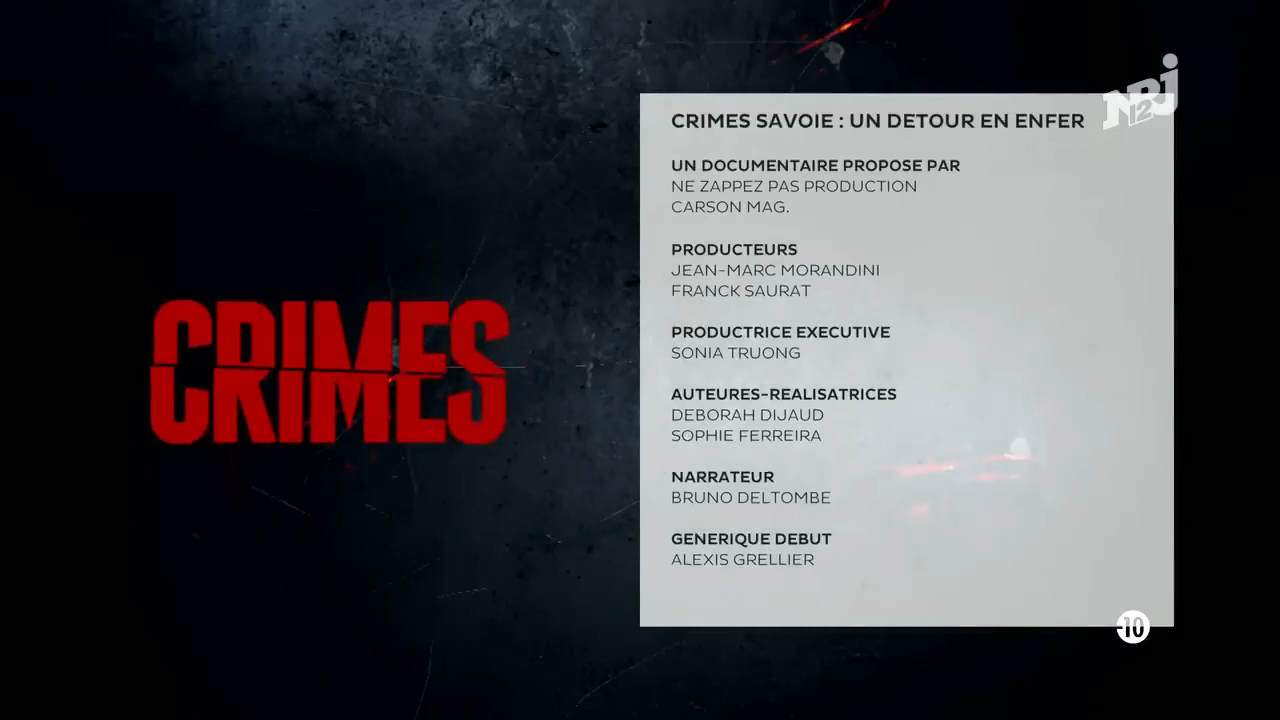 NRJ12
CRIMES SAVOIE : UN DETOUR EN ENFER
UN DOCUMENTAIRE PROPOSE PAR
NE ZAPPEZ PAS PRODUCTION
CARSON MAG.
PRODUCTEURS
JEAN-MARC MORANDINI
FRANCK SAURAT
PRODUCTRICE EXECUTIVE
SONIA TRUONG
CRIMES
AUTEURES-REALISATRICES
DEBORAH DIJAUD
SOPHIE FERREIRA
NARRATEUR
BRUNO DELTOMBE
GENERIQUE DEBUT
ALEXIS GRELLIER
-10